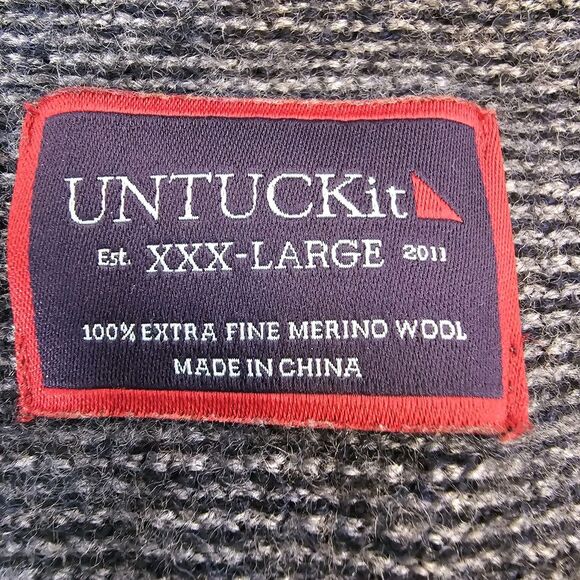 UNTUCKit
Est. XXX-LARGE 2011
100% EXTRA FINE MERINO WOOL
MADE IN CHINA